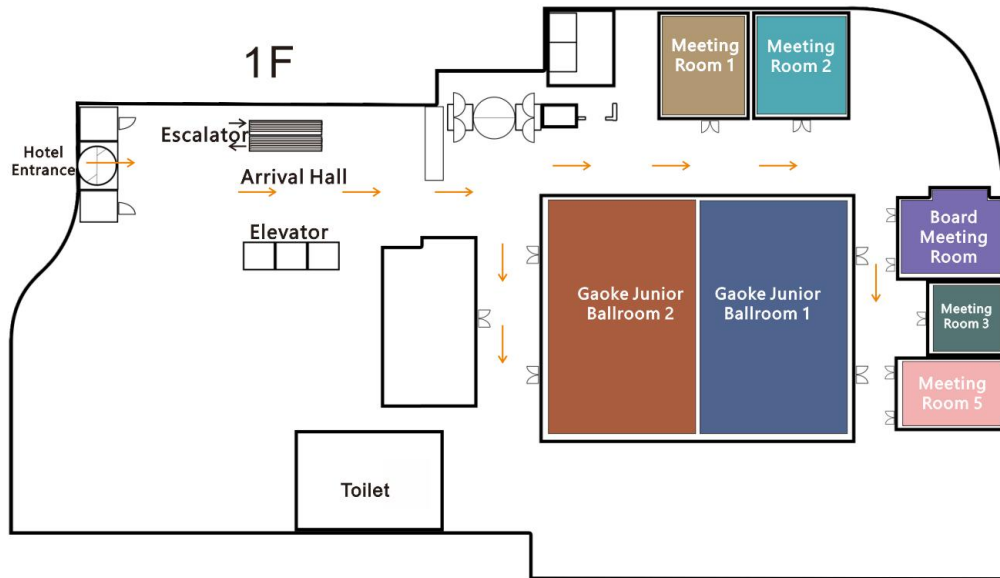 1F
Meeting
Room 1
Meeting
Room 2
Escalator
Hotel
Entrance
Arrival Hall
Elevator
Board
Meeting
Room
Gaoke Junior
Ballroom 2
Gaoke Junior
Ballroom 1
Meeting
Room 3
Meeting
Room 5
Toilet